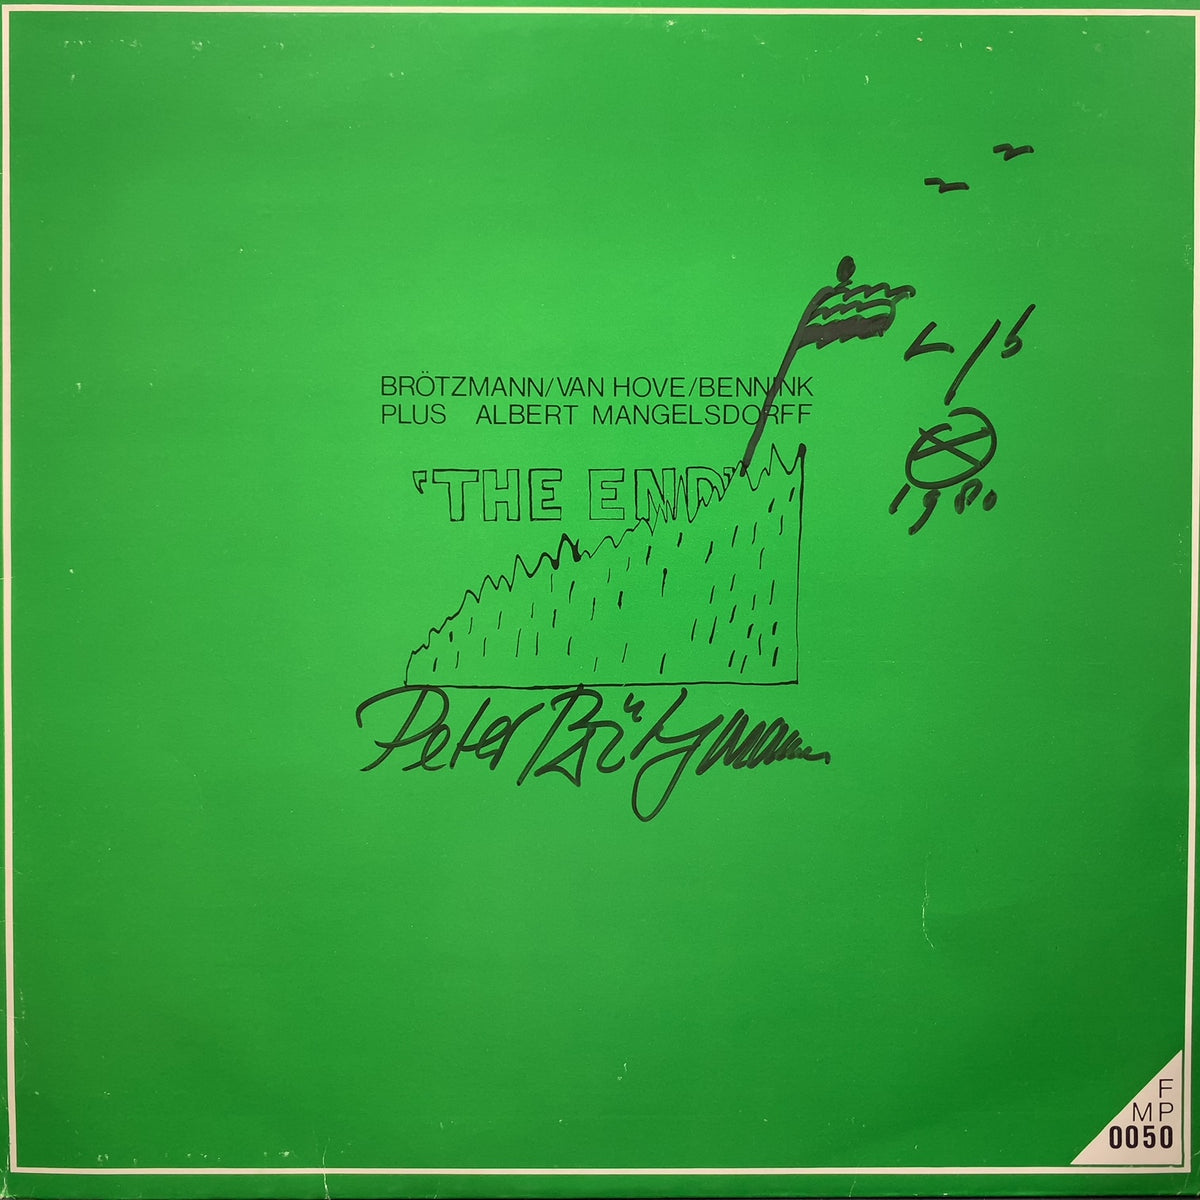 BRÖTZMANN/VAN HOVE/BENNINK
PLUS ALBERT MANGELSDORFF
'THE END'
1980
Peter Brötzmann
F
MP
0050